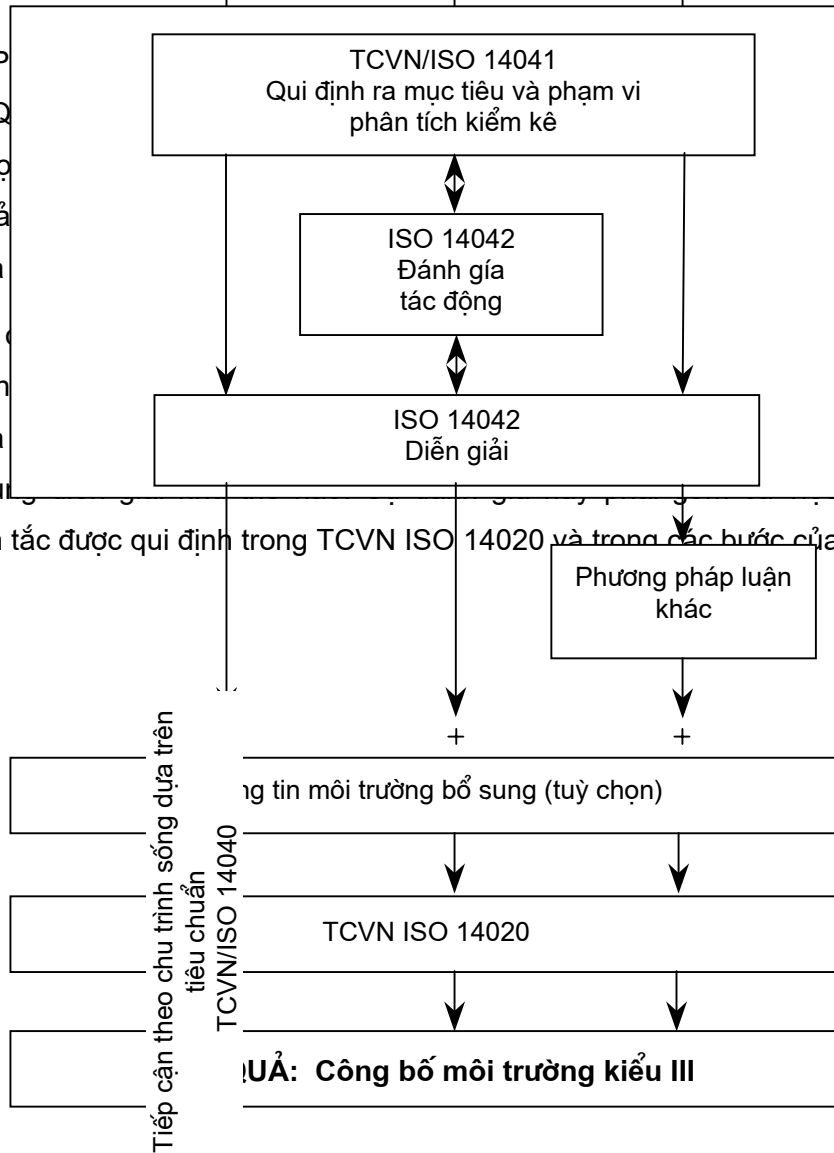 TCVN/ISO 14041
Qui định ra mục tiêu và phạm vi
phân tích kiểm kê
ISO 14042
Đánh gía
tác động
ISO 14042
Diễn giải
tắc được qui định trong TCVN ISO 14020 và trong các bước của
Phương pháp luận
khác
+ +
tin môi trường bổ sung (tuỳ chọn)
Tiếp cận theo chu trình sống dựa trên
tiêu chuẩn
TCVN/ISO 14040
TCVN ISO 14020
QUẢ: Công bố môi trường kiểu III